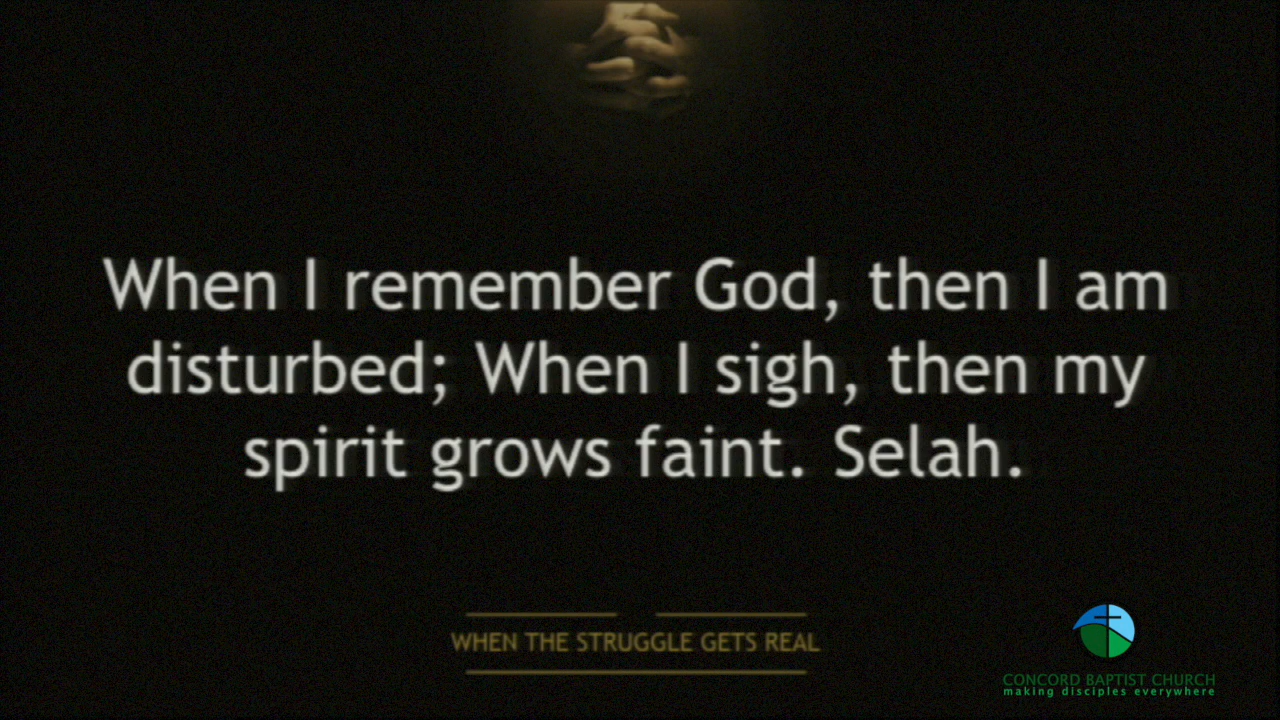 When I remember God, then I am
disturbed; When I sigh, then my
spirit grows faint. Selah.
WHEN THE STRUGGLE GETS REAL
CONCORD BAPTIST CHURCH
making disciples everywhere